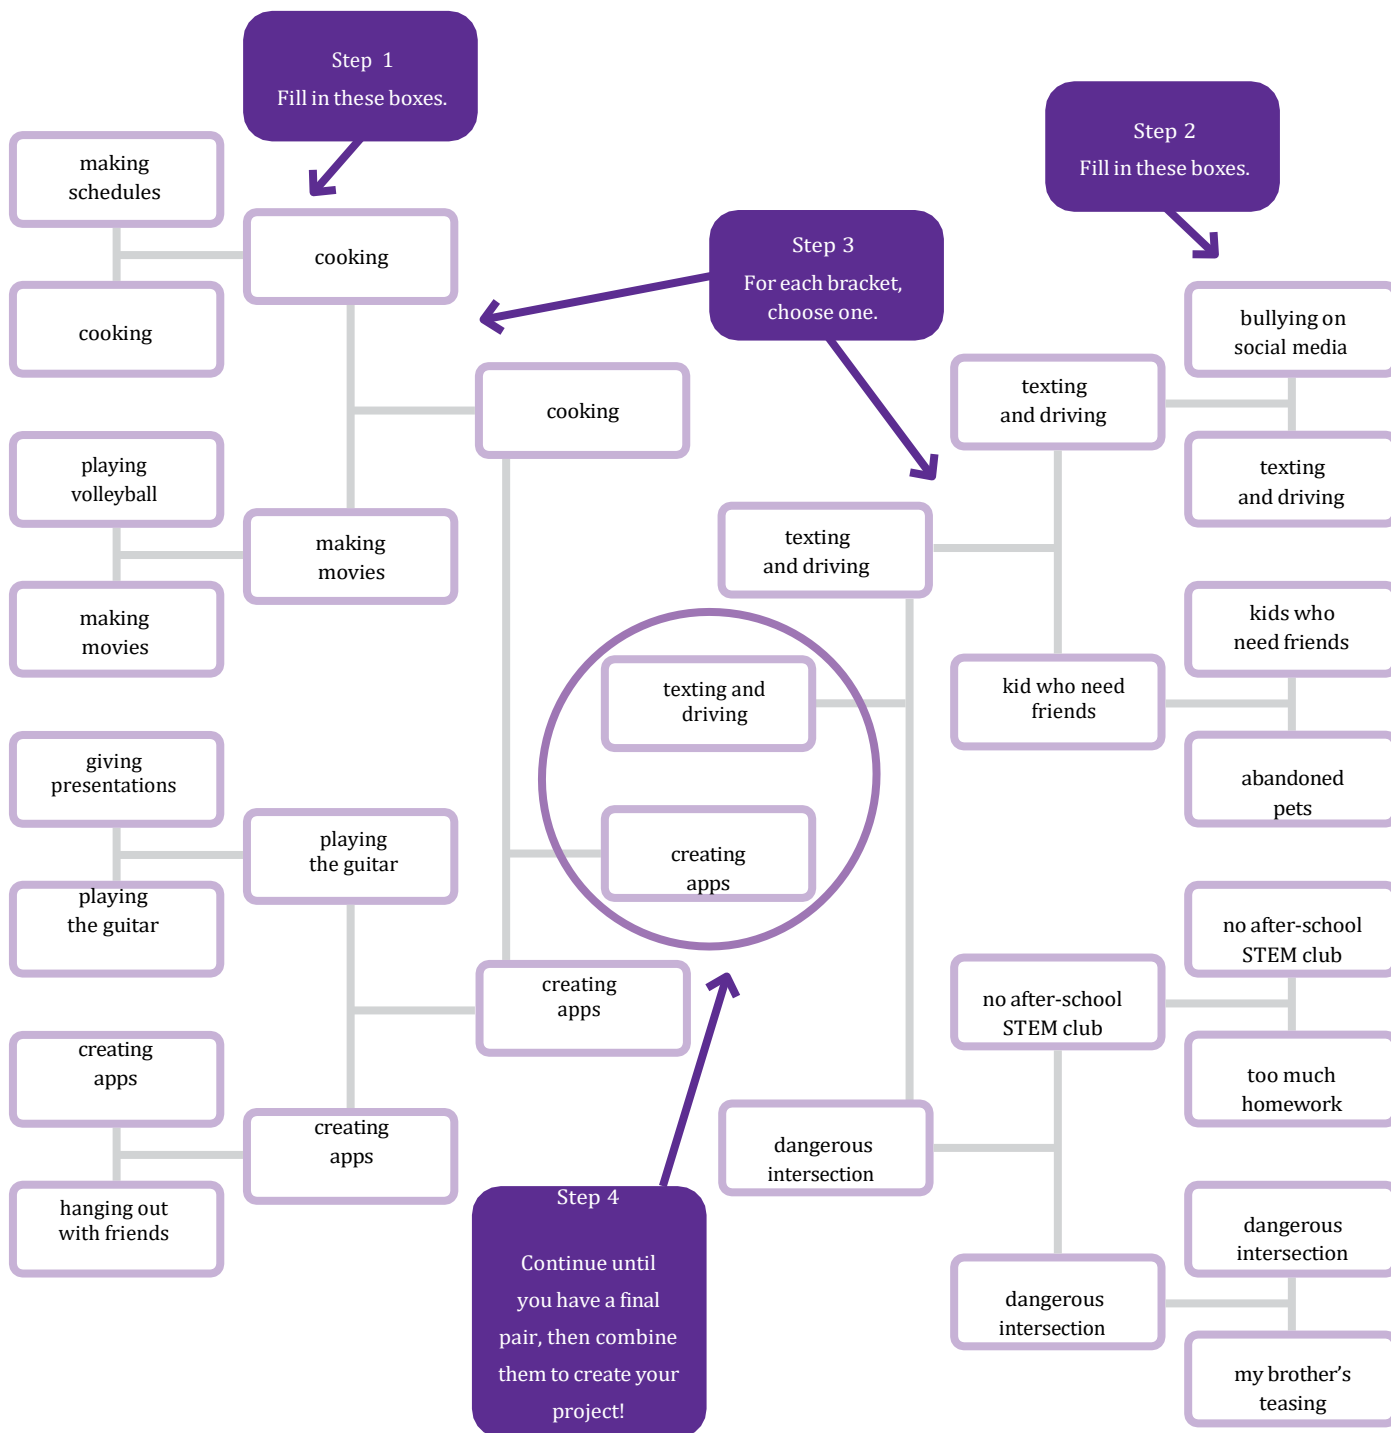 Step 1
Fill in these boxes.
Step 2
Fill in these boxes.
Step 3
For each bracket,
choose one.
making
schedules
cooking
cooking
playing
volleyball
making
movies
making
movies
cooking
giving
presentations
playing
the guitar
playing
the guitar
creating
apps
hanging out
with friends
creating
apps
creating
apps
texting and
driving
creating
apps
texting
and driving
dangerous
intersection
texting
and driving
kid who need
friends
no after-school
STEM club
dangerous
intersection
bullying on
social media
texting
and driving
kids who
need friends
abandoned
pets
no after-school
STEM club
too much
homework
dangerous
intersection
my brother’s
teasing
Step 4
Continue until
you have a final
pair, then combine
them to create your
project!